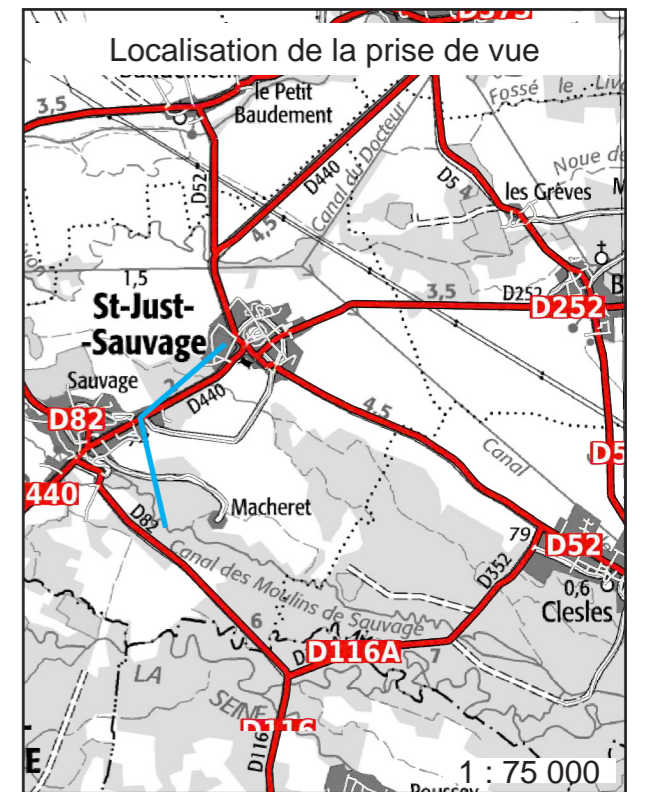 D373
Localisation de la prise de vue
le Petit
Baudement
3,5
Fossé le
D52
D440
Canal du Docteur
4,5
D5
4
Noue de
les Grèves
1,5
St-Just-
-Sauvage
3,5
D252
D252
B
Sauvage
2
D440
D82
4,5
Canal
D5
440
D82
Macheret
79
D52
D352
0,6
Clesles
Canal des Moulins de Sauvage
6
D116A
7
LA
SEINE
D116
D116
E
1 : 75 000